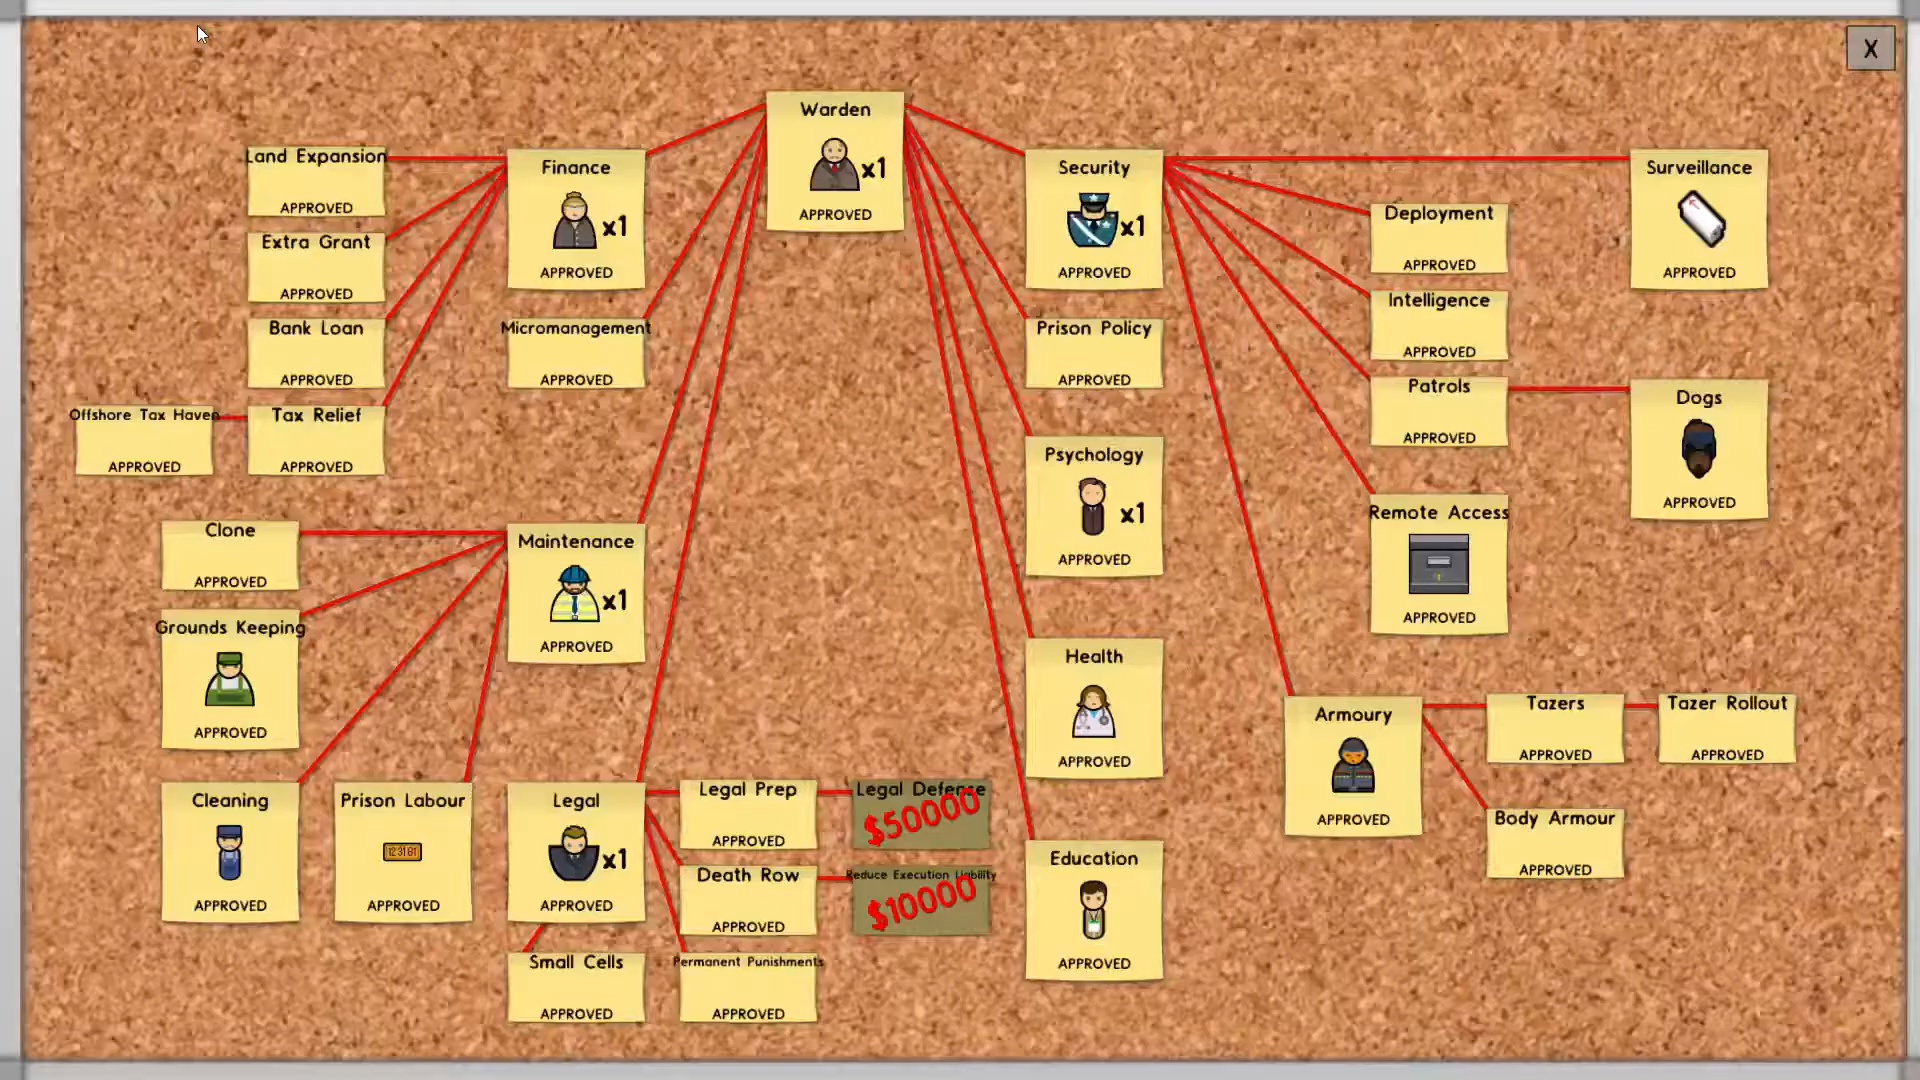 X
Warden
x1
APPROVED
Land Expansion
APPROVED
Finance
x1
APPROVED
Security
x1
APPROVED
Surveillance
APPROVED
Deployment
APPROVED
Extra Grant
APPROVED
Intelligence
APPROVED
Bank Loan
APPROVED
Micromanagement
APPROVED
Prison Policy
APPROVED
Patrols
APPROVED
Dogs
APPROVED
Offshore Tax Haven
APPROVED
Tax Relief
APPROVED
Psychology
x1
APPROVED
Remote Access
APPROVED
Clone
APPROVED
Maintenance
x1
APPROVED
Grounds Keeping
APPROVED
Health
APPROVED
Armoury
APPROVED
Tazers
APPROVED
Tazer Rollout
APPROVED
Cleaning
APPROVED
Prison Labour
123181
APPROVED
Legal
x1
APPROVED
Legal Prep
APPROVED
Legal Defense
$50000
Body Armour
APPROVED
Death Row
APPROVED
Reduce Execution Liability
$10000
Education
APPROVED
Small Cells
APPROVED
Permanent Punishments
APPROVED